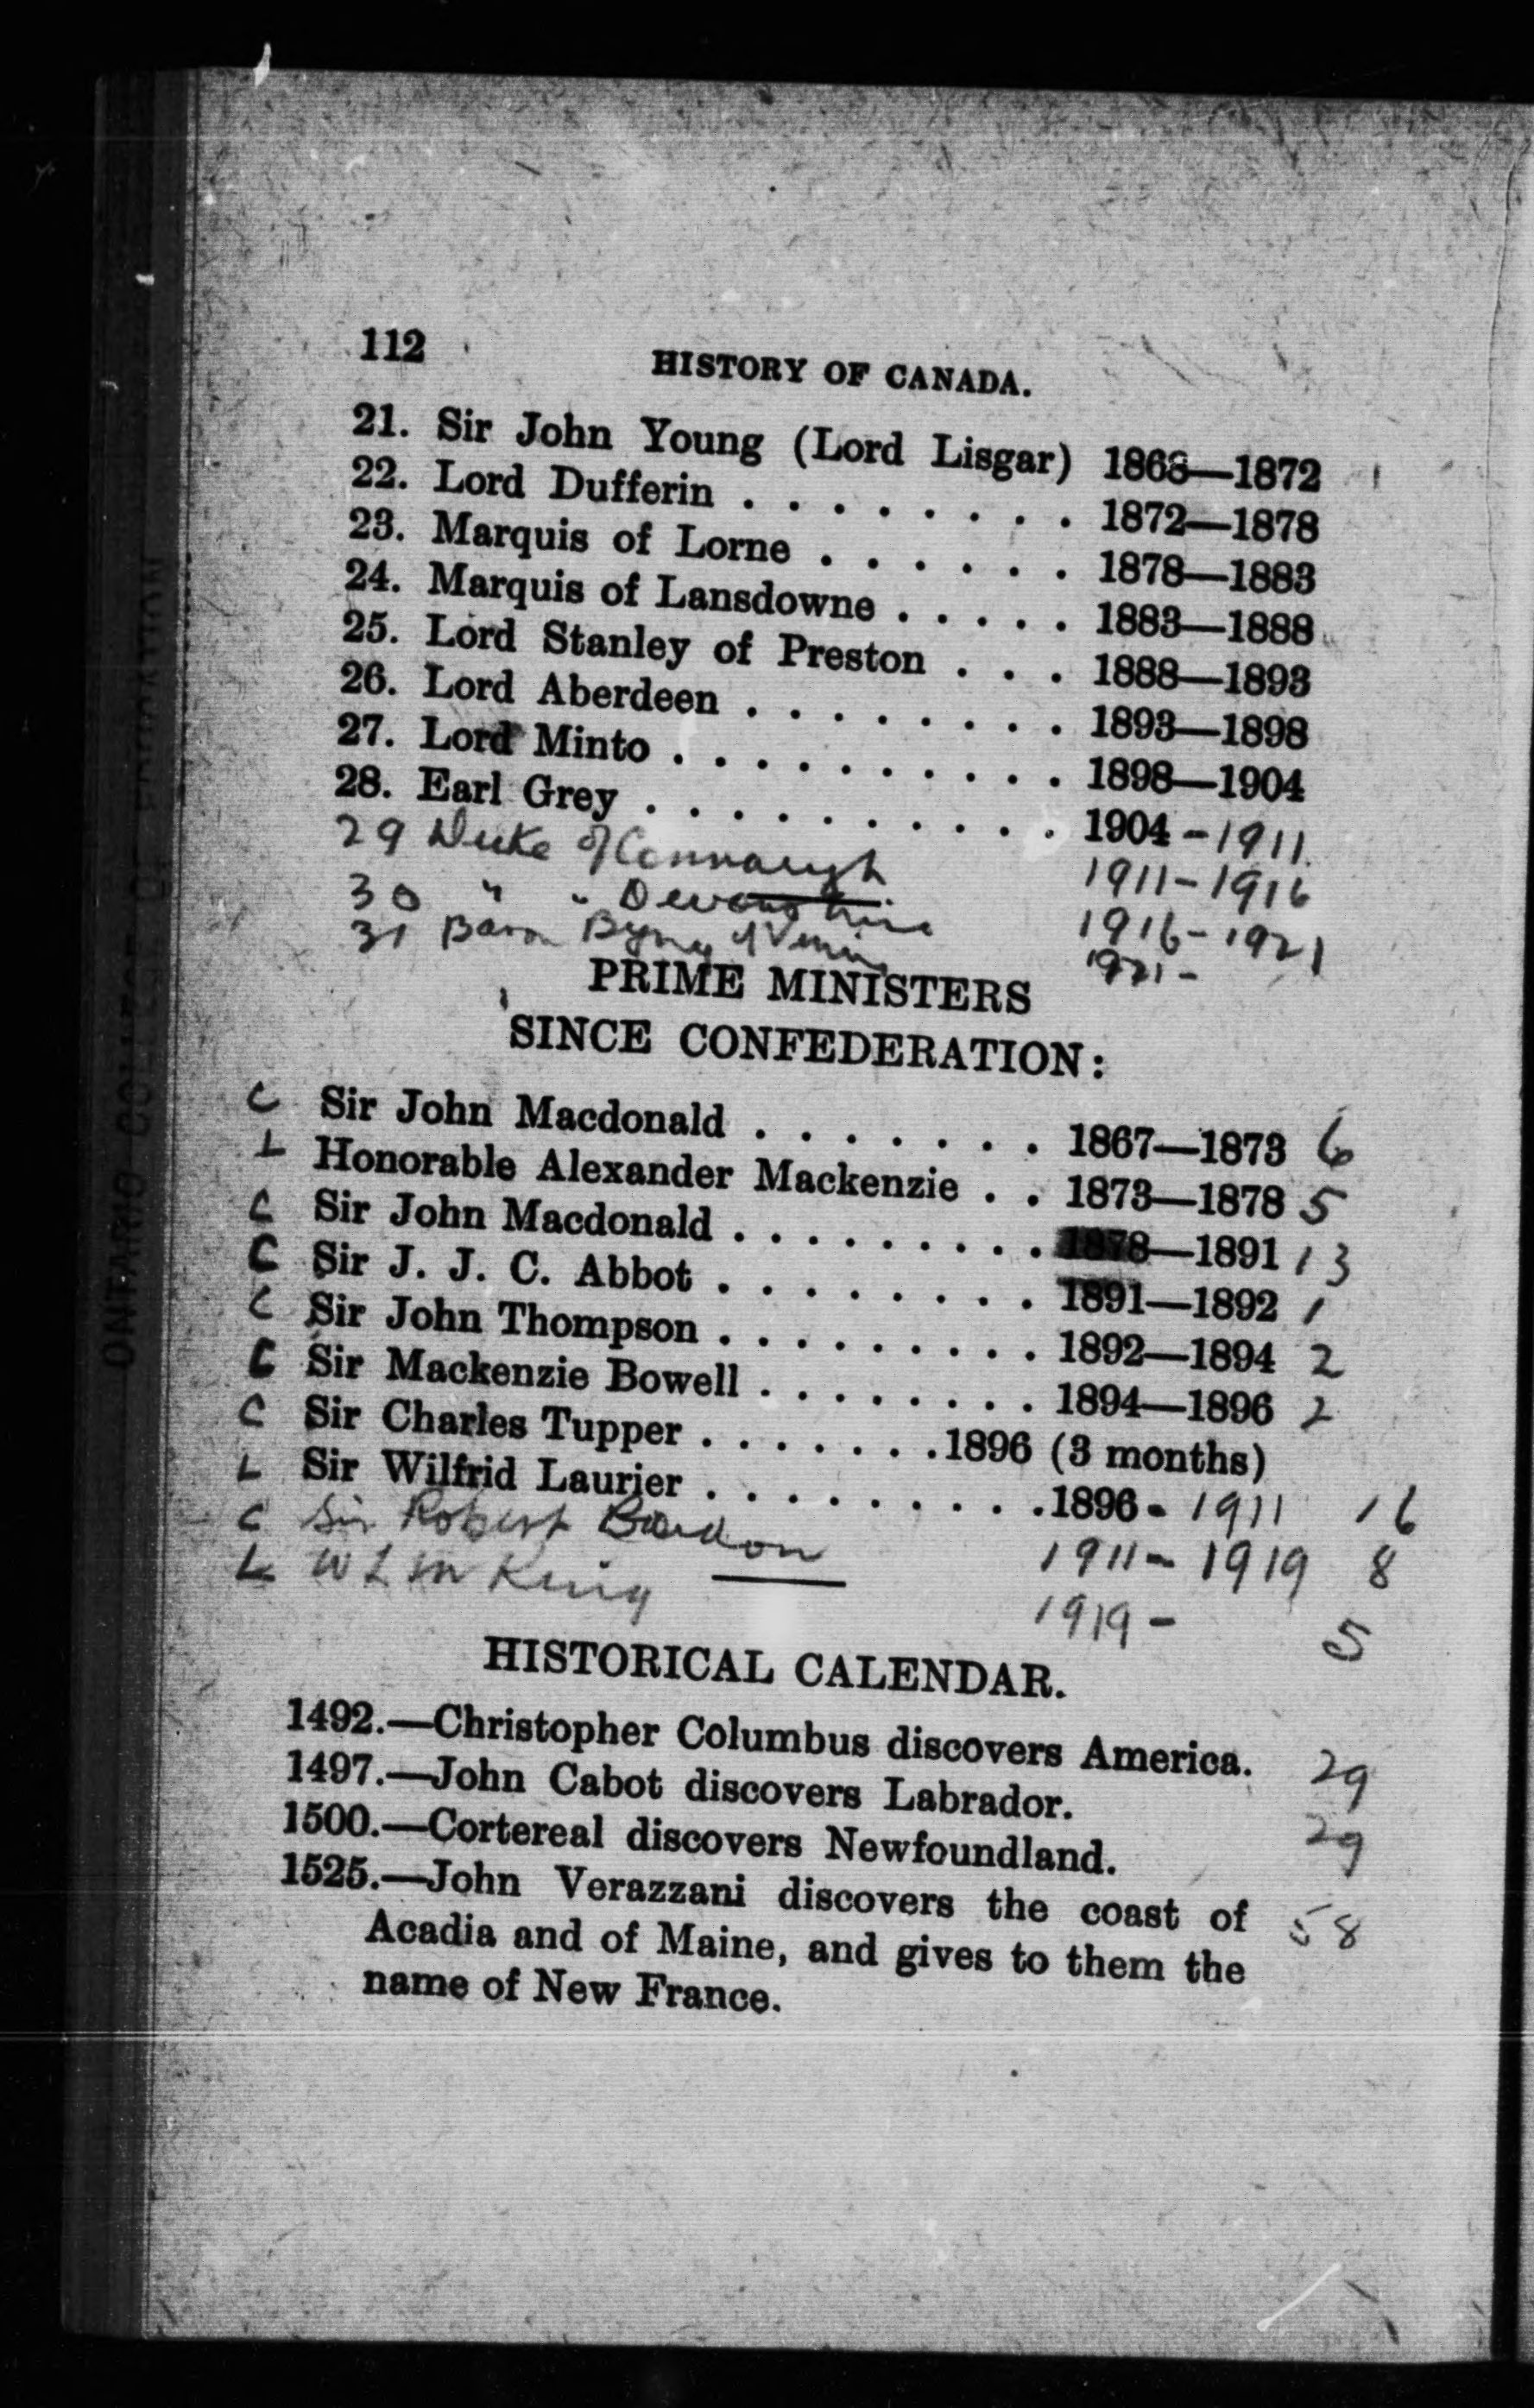 112 HISTORY OF CANADA.
21. Sir John Young (Lord Lisgar) 1868—1872
22. Lord Dufferin . . . . . . . . 1872—1878
23. Marquis of Lorne . . . . . . 1878—1883
24. Marquis of Lansdowne . . . . . 1883—1888
25. Lord Stanley of Preston . . . 1888—1893
26. Lord Aberdeen . . . . . . . . 1893—1898
27. Lord Minto . . . . . . . . . . 1898—1904
28. Earl Grey . . . . . . . . . . 1904 - 1911
29 Duke of Connaugh 1911 - 1916
30 " " Devonshire 1916 - 1921
31 Baron Byng of Vimy 1921 -
PRIME MINISTERS
SINCE CONFEDERATION:
C Sir John Macdonald . . . . . . . 1867—1873 6
L Honorable Alexander Mackenzie . . 1873—1878 5
C Sir John Macdonald . . . . . . . . . 1878—1891 13
C Sir J. J. C. Abbot . . . . . . . . 1891—1892 1
C Sir John Thompson . . . . . . . . . 1892—1894 2
C Sir Mackenzie Bowell . . . . . . . 1894—1896 2
C Sir Charles Tupper . . . . . . . 1896 (3 months)
L Sir Wilfrid Laurier . . . . . . . . . 1896 - 1911 16
C Sir Robert Bordon 1911 - 1919 8
L W L M King 1919 - 5
HISTORICAL CALENDAR.
1492.—Christopher Columbus discovers America. 29
1497.—John Cabot discovers Labrador. 29
1500.—Cortereal discovers Newfoundland.
1525.—John Verazzani discovers the coast of 58
Acadia and of Maine, and gives to them the
name of New France.
ONTARIO COLLEGE OF EDUCATION